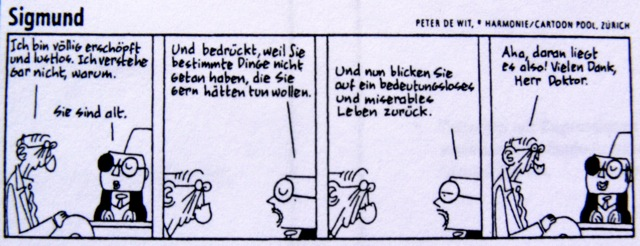 Sigmund
PETER DE WIT, © HARMONIE/CARTOON POOL, ZÜRICH
Ich bin völlig erschöpft
und lustlos. Ich verstehe
gar nicht, warum.
Sie sind alt.
Und bedrückt, weil Sie
bestimmte Dinge nicht
getan haben, die Sie
gern hätten tun wollen.
Und nun blicken Sie
auf ein bedeutungsloses
und miserables
Leben zurück.
Aha, daran liegt
es also! Vielen Dank,
Herr Doktor.